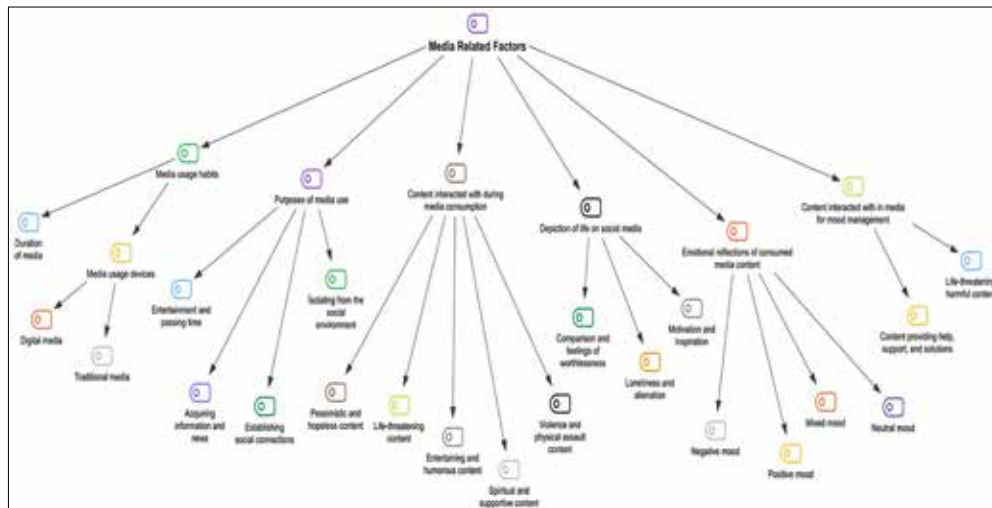 Media Related Factors
Media usage habits
Purposes of media use
Content interacted with during
media consumption
Depiction of life on social media
Emotional reflections of consumed
media content
Content interacted with in media
for mood management
Duration
of media
Media usage devices
Digital media
Traditional media
Entertainment and
passing time
Isolating from the
social
environment
Acquiring
information and
news
Establishing
social connections
Pessimistic and
hopeless content
Life-threatening
content
Entertaining and
humorous content
Spiritual and
supportive content
Violence and
physical assault
content
Comparison and
feelings of
worthlessness
Loneliness and
alienation
Motivation and
inspiration
Negative mood
Positive mood
Mixed mood
Neutral mood
Content providing help,
support, and solutions
Life-threatening
harmful conten